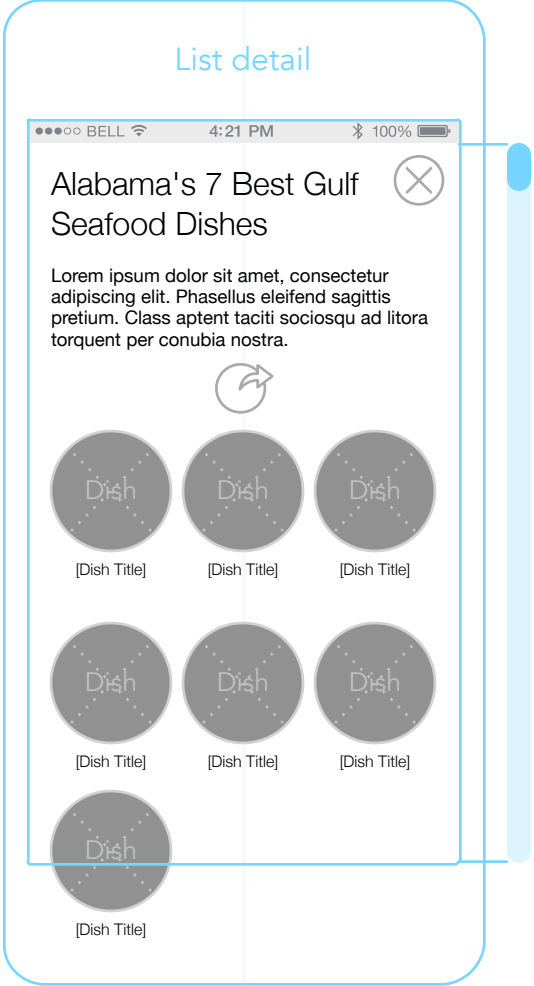 List detail
BELL 4:21 PM 100%
Alabama's 7 Best Gulf
Seafood Dishes
Lorem ipsum dolor sit amet, consectetur
adipiscing elit. Phasellus eleifend sagittis
pretium. Class aptent taciti sociosqu ad litora
torquent per conubia nostra.
Dish Dish Dish
[Dish Title] [Dish Title] [Dish Title]
Dish Dish Dish
[Dish Title] [Dish Title] [Dish Title]
Dish
[Dish Title]